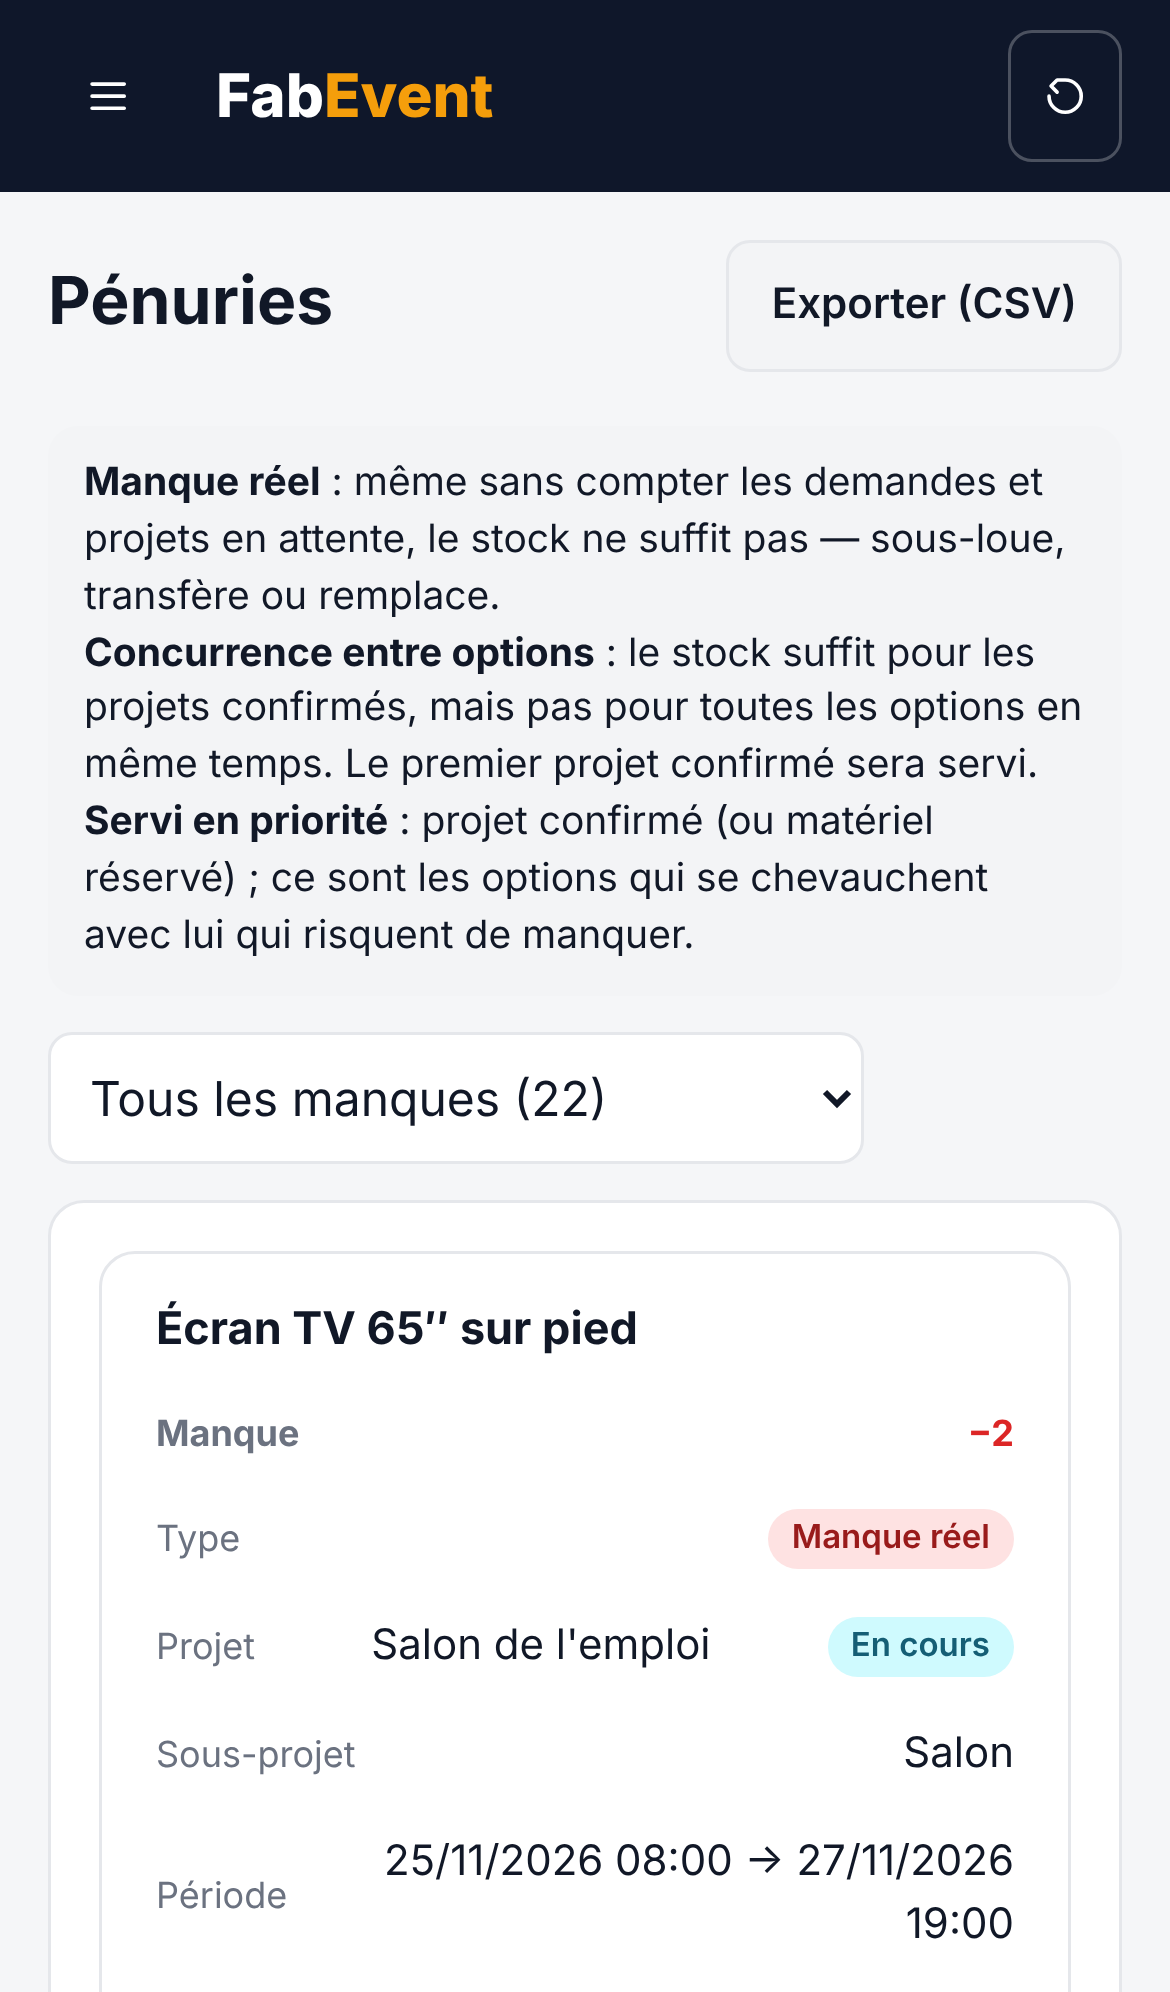 FabEvent
Pénuries
Exporter (CSV)
Manque réel : même sans compter les demandes et
projets en attente, le stock ne suffit pas — sous-loue,
transfère ou remplace.
Concurrence entre options : le stock suffit pour les
projets confirmés, mais pas pour toutes les options en
même temps. Le premier projet confirmé sera servi.
Servi en priorité : projet confirmé (ou matériel
réservé) ; ce sont les options qui se chevauchent
avec lui qui risquent de manquer.
Tous les manques (22)
Écran TV 65″ sur pied
Manque −2
Type Manque réel
Projet Salon de l'emploi En cours
Sous-projet Salon
Période 25/11/2026 08:00 → 27/11/2026
19:00